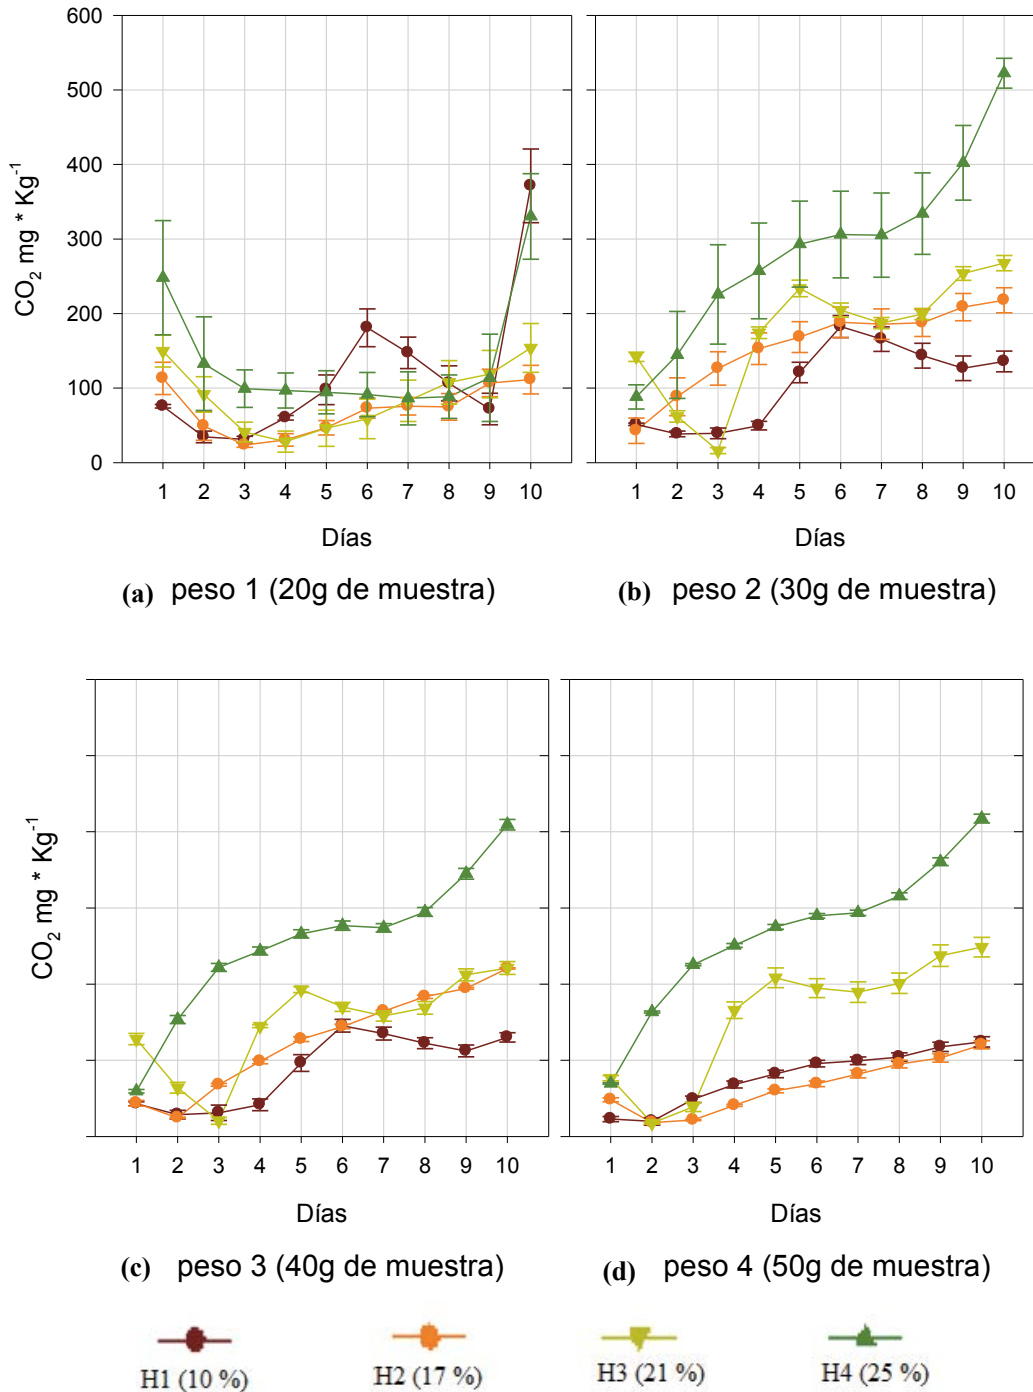 600
500
400
300
200
100
0
CO₂ mg * Kg⁻¹
1 2 3 4 5 6 7 8 9 10
1 2 3 4 5 6 7 8 9 10
Días
Días
(a) peso 1 (20g de muestra)
(b) peso 2 (30g de muestra)
CO₂ mg * Kg⁻¹
1 2 3 4 5 6 7 8 9 10
1 2 3 4 5 6 7 8 9 10
Días
Días
(c) peso 3 (40g de muestra)
(d) peso 4 (50g de muestra)
H1 (10 %)
H2 (17 %)
H3 (21 %)
H4 (25 %)